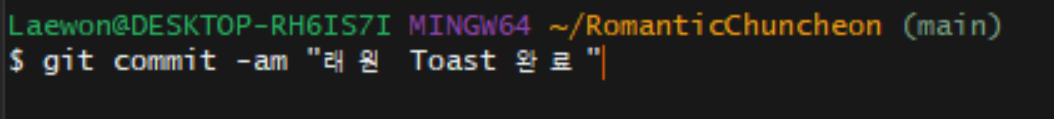 Laewon@DESKTOP-RH6IS7I MINGW64 ~/RomanticChuncheon (main)
$ git commit -am "래원 Toast 완료"